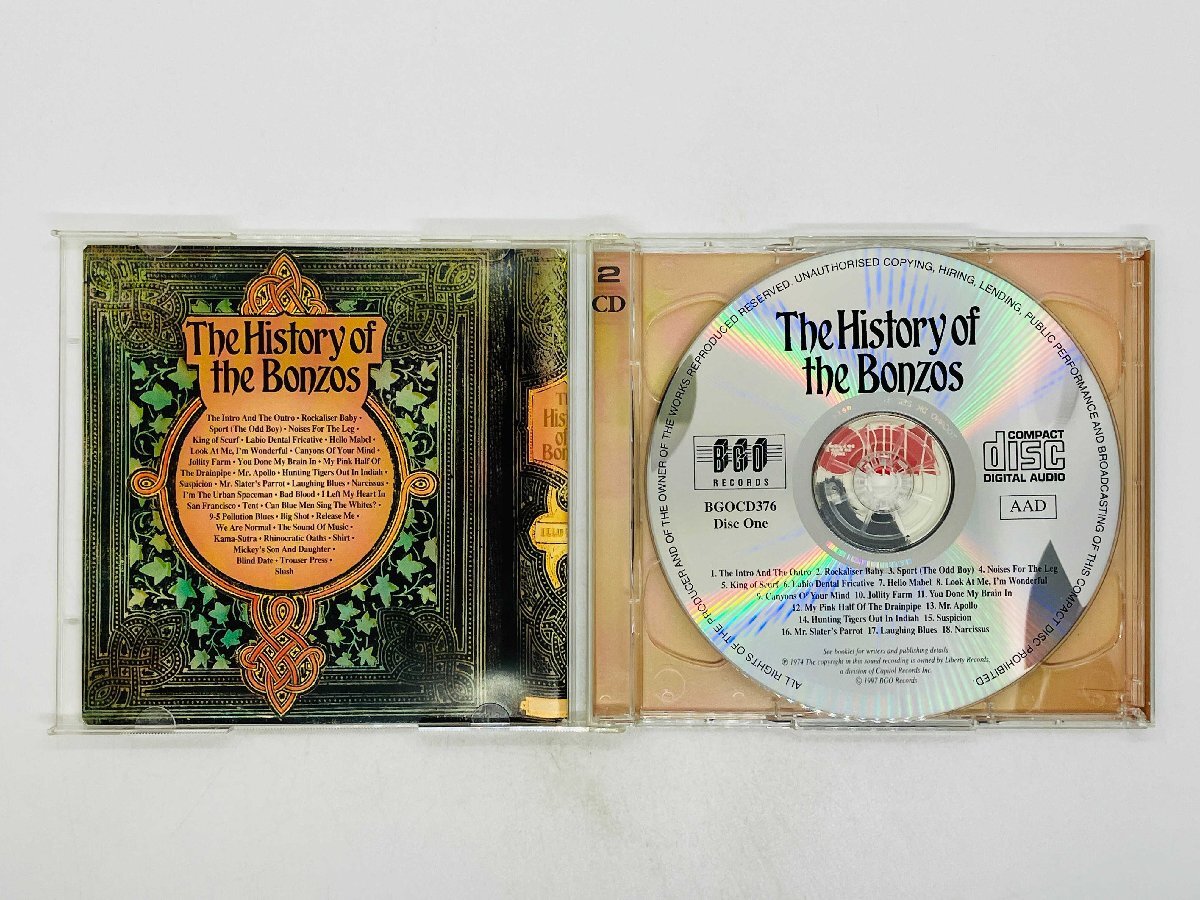 The History of
the Bonzos
The Intro And The Outro • Rockaliser Baby •
Sport (The Odd Boy) • Noises For The Leg •
King of Scurf • Labio Dental Fricative • Hello Mabel •
Look At Me, I'm Wonderful • Canyons Of Your Mind •
Jollity Farm • You Done My Brain In • My Pink Half Of
The Drainpipe • Mr. Apollo • Hunting Tigers Out In Indiah •
Suspicion • Mr. Slater's Parrot • Laughing Blues • Narcissus •
I'm The Urban Spaceman • Bad Blood • I Left My Heart In
San Francisco • Tent • Can Blue Men Sing The Whites? •
9-5 Pollution Blues • Big Shot • Release Me •
We Are Normal • The Sound Of Music •
Kama-Sutra • Rhinocratic Oaths • Shirt •
Mickey's Son And Daughter •
Blind Date • Trouser Press •
Slush
2
CD
ALL RIGHTS OF THE PRODUCER AND OF THE OWNER OF THE WORKS REPRODUCED RESERVED. UNAUTHORISED COPYING, HIRING, LENDING, PUBLIC PERFORMANCE AND BROADCASTING OF THIS COMPACT DISC PROHIBITED
The History of
the Bonzos
BGO
RECORDS
BGOCD376
Disc One
COMPACT
disc
DIGITAL AUDIO
AAD
1. The Intro And The Outro 2. Rockaliser Baby 3. Sport (The Odd Boy) 4. Noises For The Leg
5. King of Scurf 6. Labio Dental Fricative 7. Hello Mabel 8. Look At Me, I'm Wonderful
9. Canyons Of Your Mind 10. Jollity Farm 11. You Done My Brain In
12. My Pink Half Of The Drainpipe 13. Mr. Apollo
14. Hunting Tigers Out In Indiah 15. Suspicion
16. Mr. Slater's Parrot 17. Laughing Blues 18. Narcissus
See booklet for writers and publishing details
℗ 1974 The copyright in this sound recording is owned by Liberty Records,
a division of Capitol Records Inc.
© 1997 BGO Records